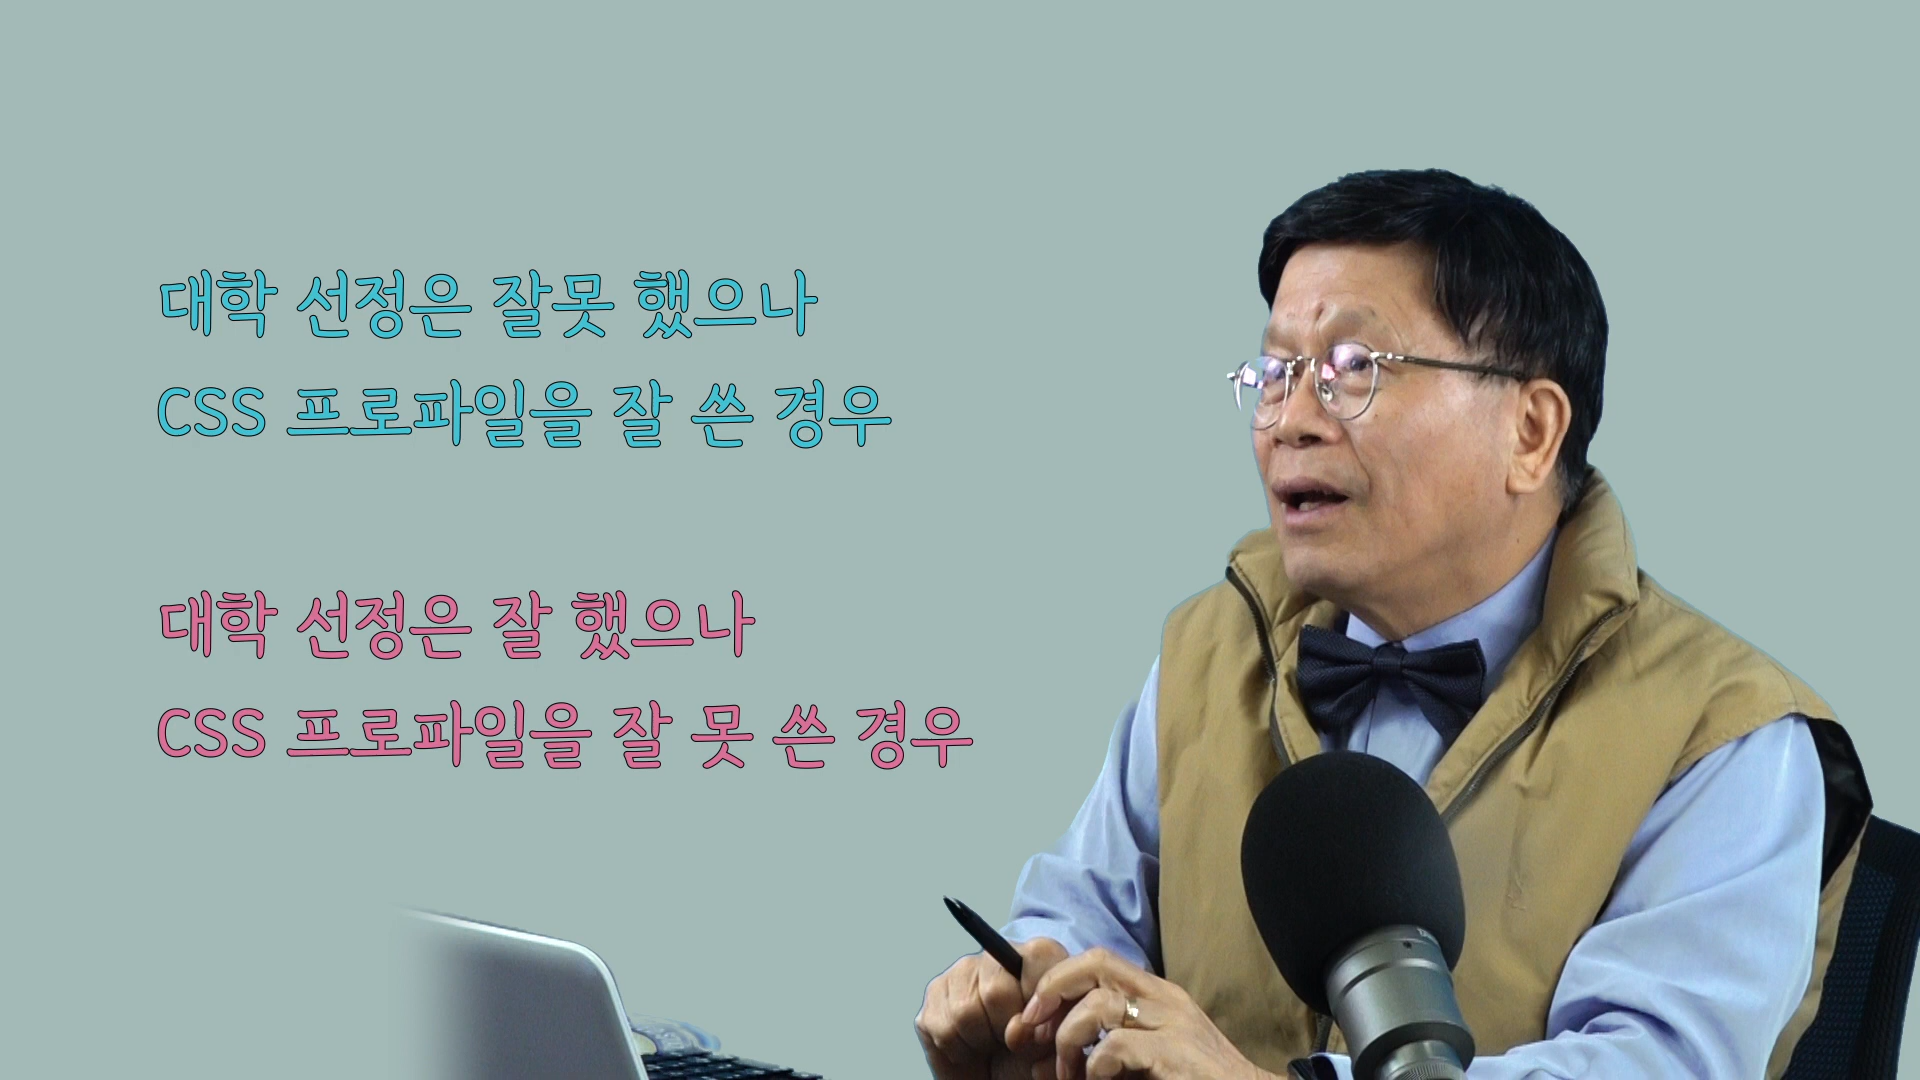 대학 선정은 잘못 했으나
CSS 프로파일을 잘 쓴 경우
대학 선정은 잘 했으나
CSS 프로파일을 잘 못 쓴 경우